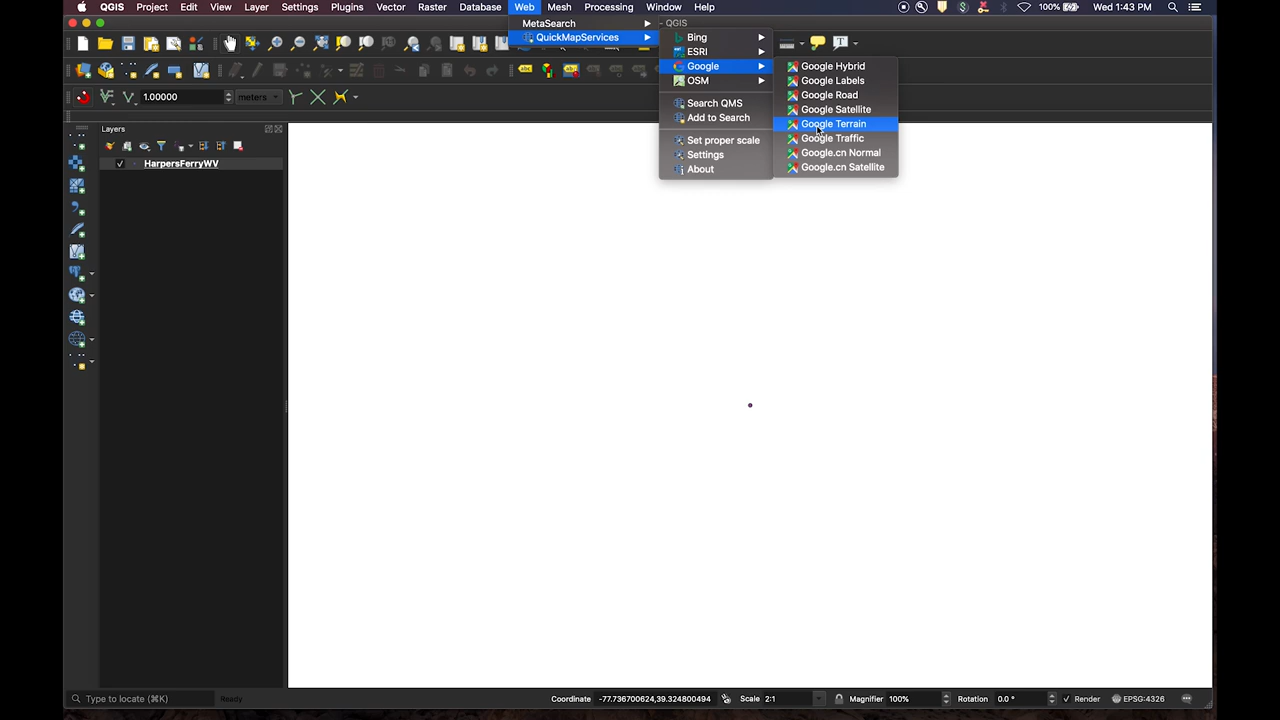 QGIS Project Edit View Layer Settings Plugins Vector Raster Database Web Mesh Processing Window Help 100% Wed 1:43 PM
MetaSearch
QuickMapServices
- QGIS
Bing
ESRI
Google
OSM
Search QMS
Add to Search
Set proper scale
Settings
About
Google Hybrid
Google Labels
Google Road
Google Satellite
Google Terrain
Google Traffic
Google.cn Normal
Google.cn Satellite
1.00000 meters
Layers
HarpersFerryWV
Type to locate (⌘K) Ready Coordinate -77.736700624,39.324800494 Scale 2:1 Magnifier 100% Rotation 0.0 ° Render EPSG:4326